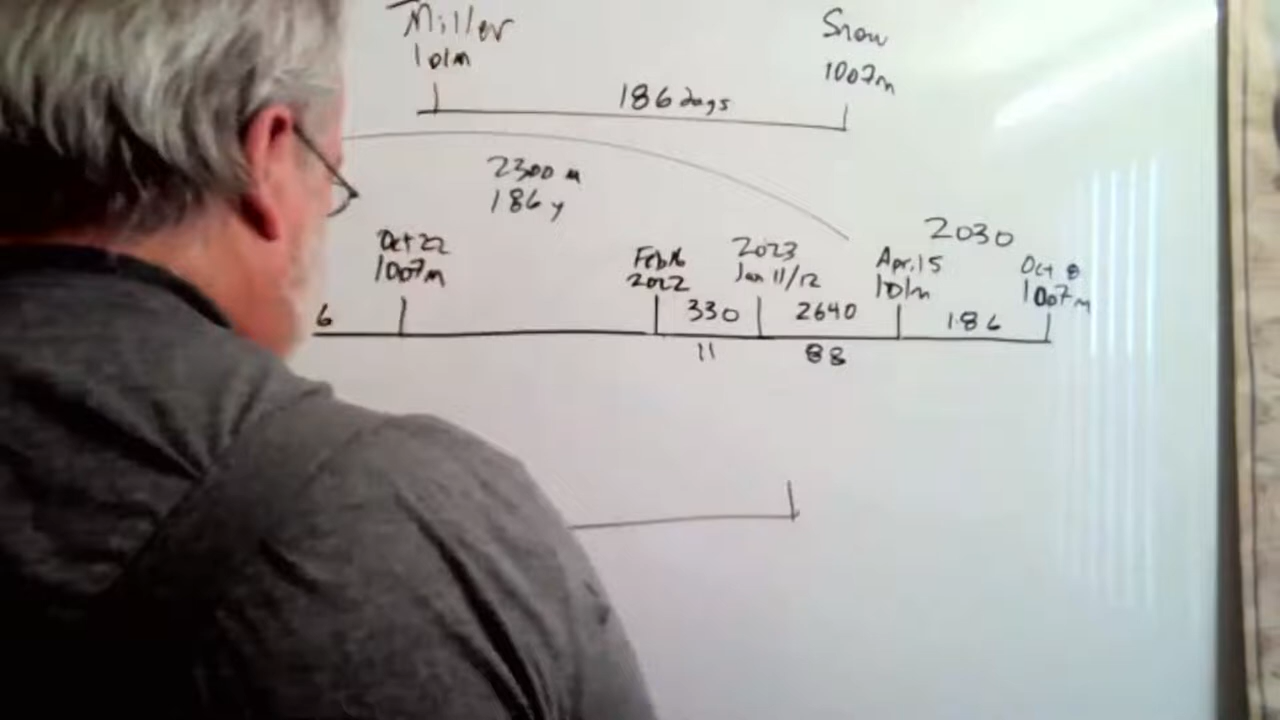 Miller
101m
Snow
1007m
186 days
2300 m
186 y
Oct 22
1007m
Feb 16
2022
2023
Jan 11/12
2030
Apr. 15
101m
Oct 8
1007m
6
330
2640
186
11
88